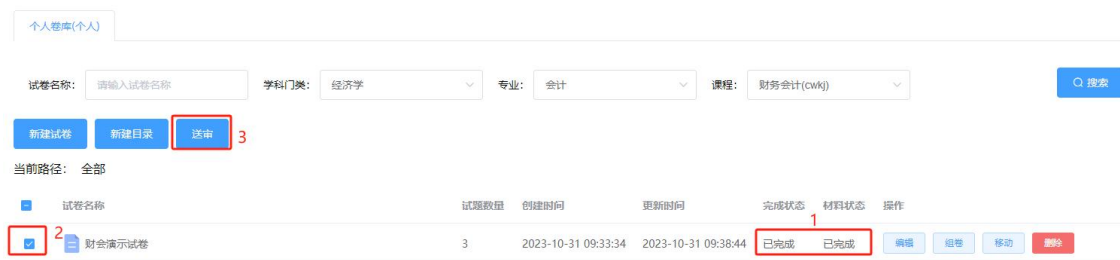 个人卷库(个人)
试卷名称： 请输入试卷名称 学科门类： 经济学 专业： 会计 课程： 财务会计(cwkj) 搜索
新建试卷 新建目录 送审 3
当前路径： 全部
试卷名称 试题数量 创建时间 更新时间 完成状态 材料状态 操作
1
2 财会演示试卷 3 2023-10-31 09:33:34 2023-10-31 09:38:44 已完成 已完成 编辑 组卷 移动 删除